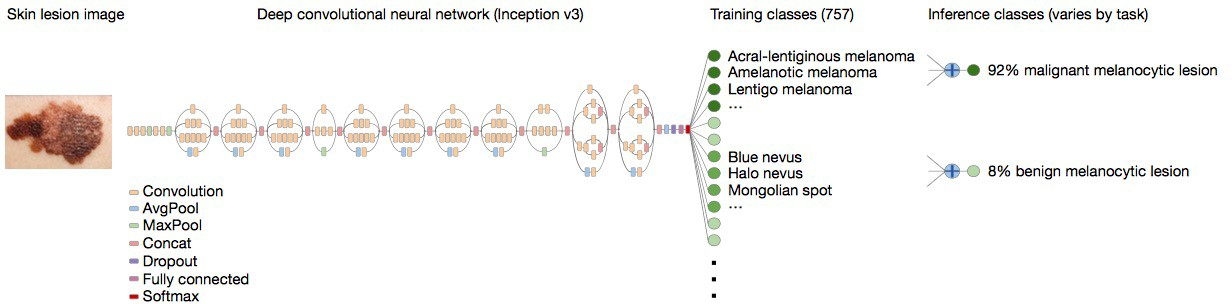 Skin lesion image
Deep convolutional neural network (Inception v3)
Training classes (757)
Inference classes (varies by task)
Convolution
AvgPool
MaxPool
Concat
Dropout
Fully connected
Softmax
Acral-lentiginous melanoma
Amelanotic melanoma
Lentigo melanoma
...
Blue nevus
Halo nevus
Mongolian spot
...
92% malignant melanocytic lesion
8% benign melanocytic lesion